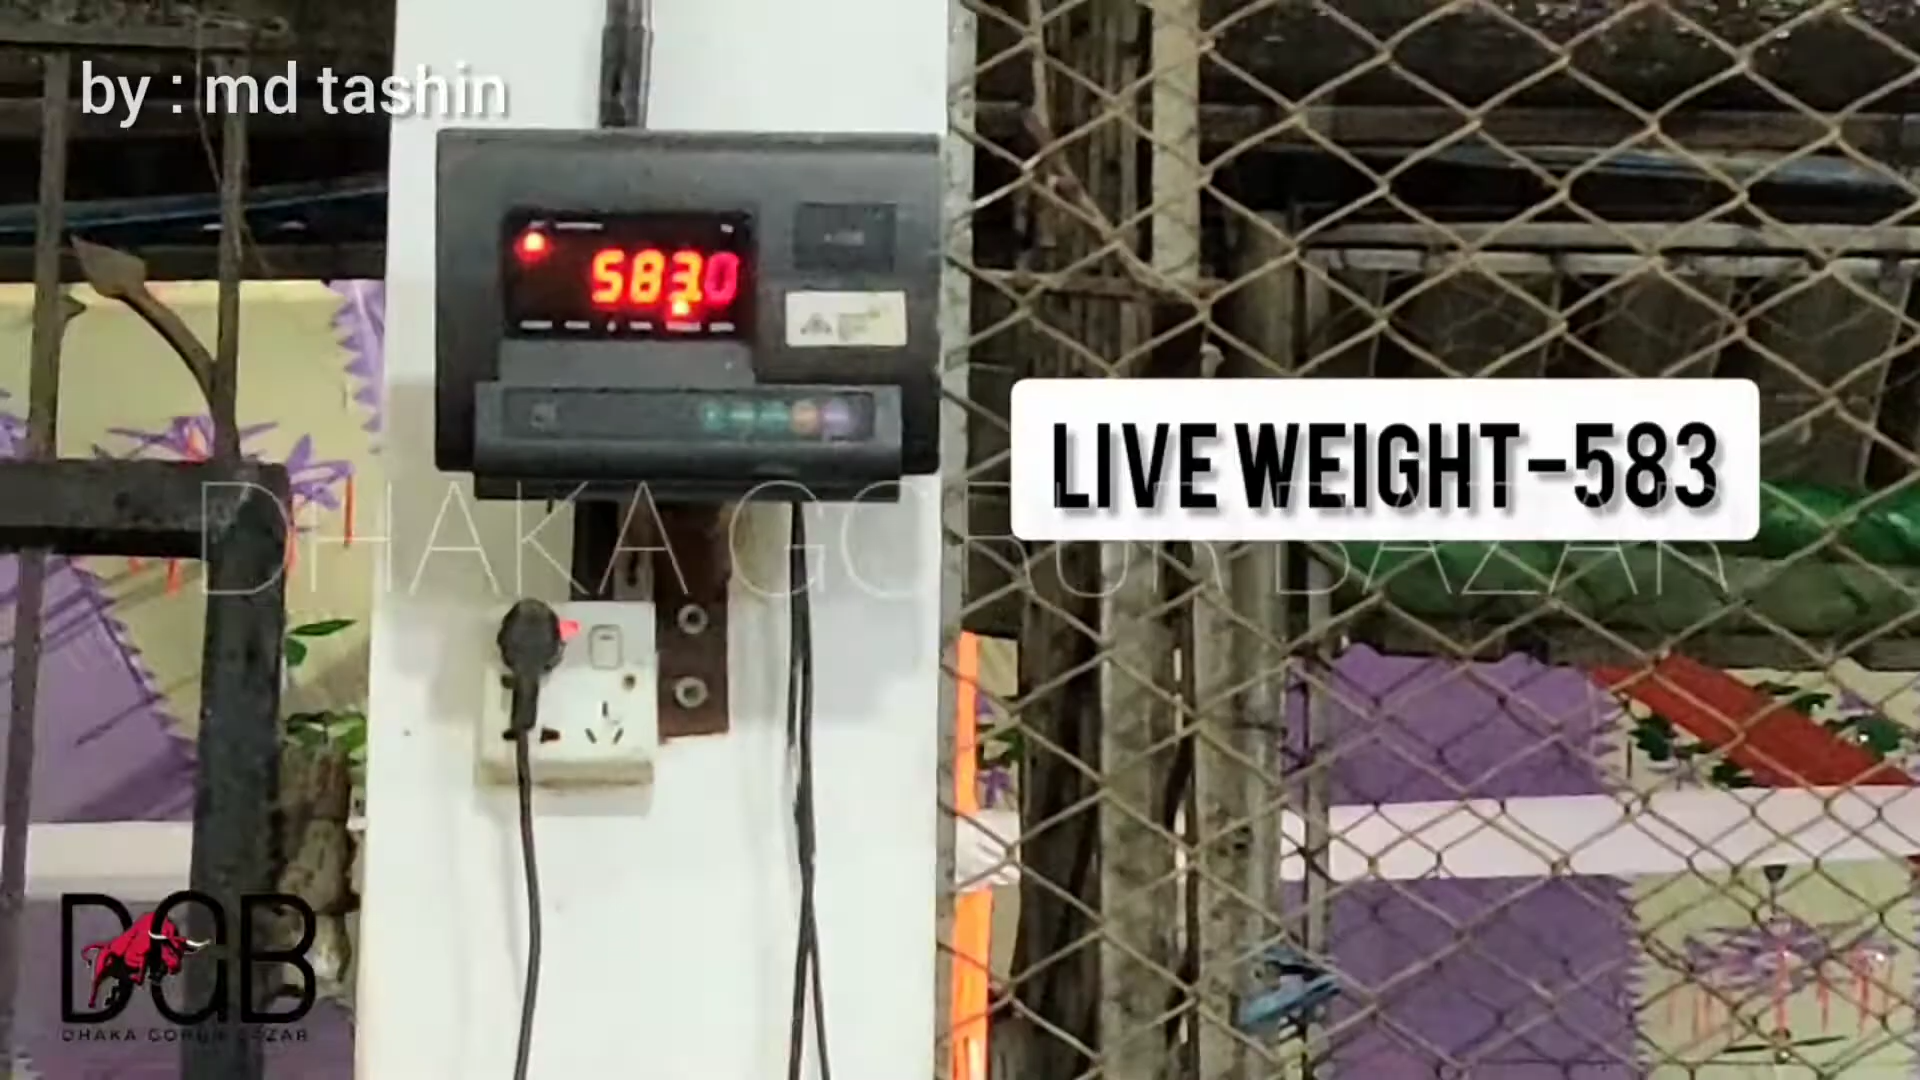 by : md tashin
583.0
LIVE WEIGHT-583
DHAKA GORUR BAZAR
DGB
DHAKA GORUR BAZAR